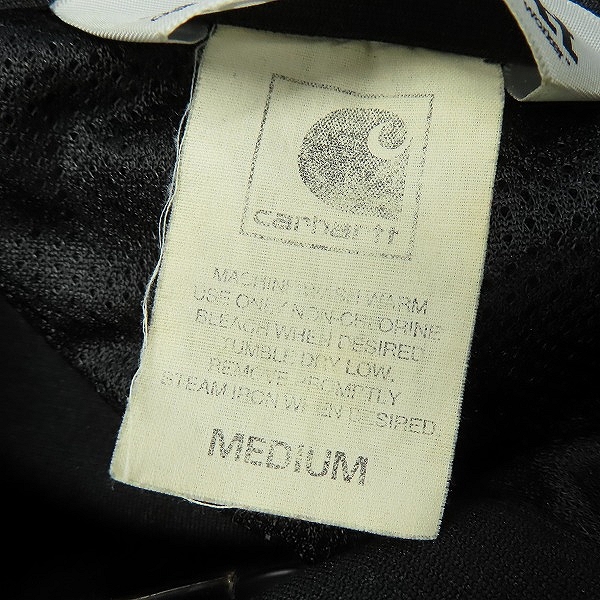 carhartt
MACHINE WASH WARM
USE ONLY NON-CHLORINE
BLEACH WHEN DESIRED
TUMBLE DRY LOW,
REMOVE PROMPTLY
STEAM IRON WHEN DESIRED
MEDIUM